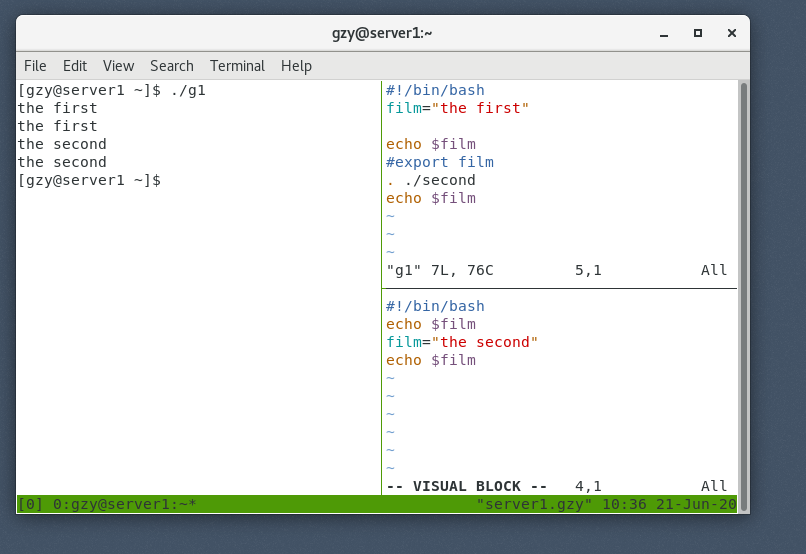 gzy@server1:~
File Edit View Search Terminal Help
[gzy@server1 ~]$ ./g1
the first
the first
the second
the second
[gzy@server1 ~]$
#!/bin/bash
film="the first"
echo $film
#export film
. ./second
echo $film
~
~
~
"g1" 7L, 76C 5,1 All
#!/bin/bash
echo $film
film="the second"
echo $film
~
~
~
~
~
~
-- VISUAL BLOCK -- 4,1 All
[0] 0:gzy@server1:~* "server1.gzy" 10:36 21-Jun-20